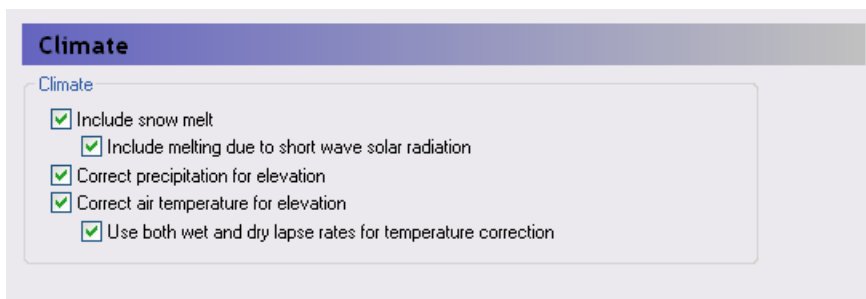 Climate
Climate
Include snow melt
Include melting due to short wave solar radiation
Correct precipitation for elevation
Correct air temperature for elevation
Use both wet and dry lapse rates for temperature correction